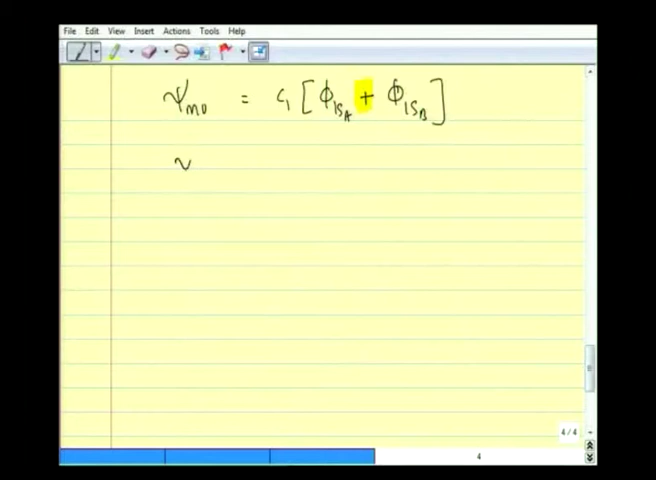 File Edit View Insert Actions Tools Help
ψ_MO = C₁ [ϕ_1S_A + ϕ_1S_B]
~
4/4
4